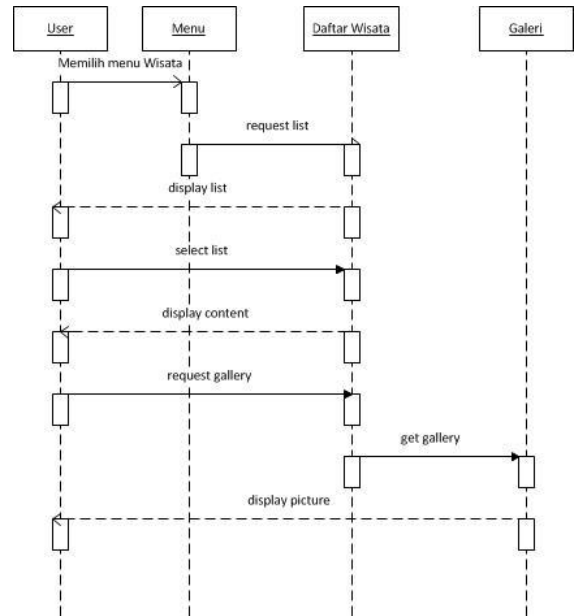 User
Menu
Daftar Wisata
Galeri
Memilih menu Wisata
request list
display list
select list
display content
request gallery
get gallery
display picture